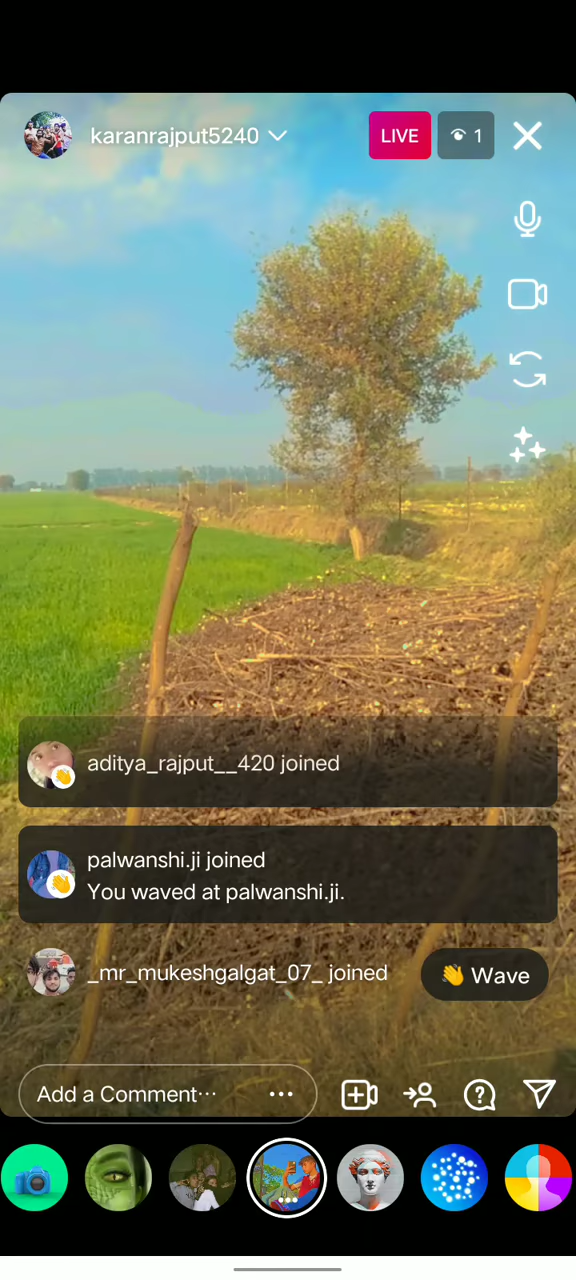 karanrajput5240
LIVE
1
aditya_rajput__420 joined
palwanshi.ji joined
You waved at palwanshi.ji.
_mr_mukeshgalgat_07_ joined
👋 Wave
Add a Comment...